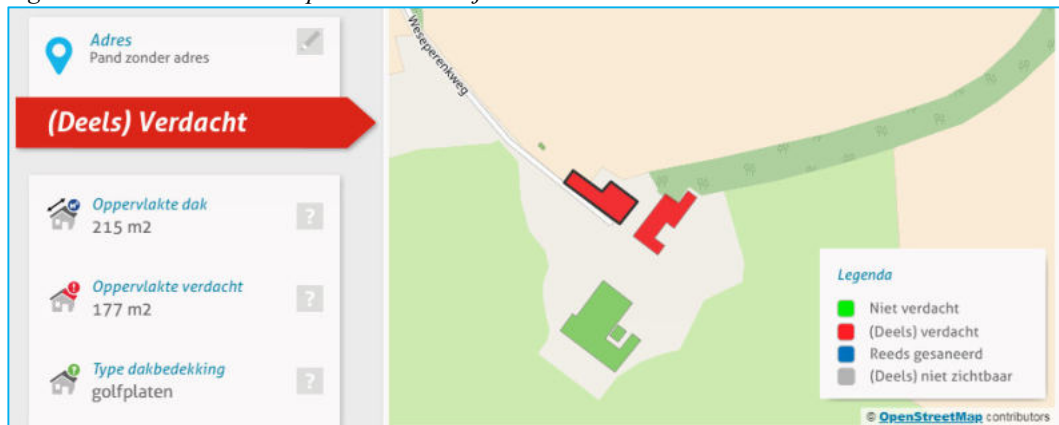 Adres
Pand zonder adres
(Deels) Verdacht
Oppervlakte dak
215 m2
Oppervlakte verdacht
177 m2
Type dakbedekking
golfplaten
Weseperenkweg
Legenda
Niet verdacht
(Deels) verdacht
Reeds gesaneerd
(Deels) niet zichtbaar
© OpenStreetMap contributors